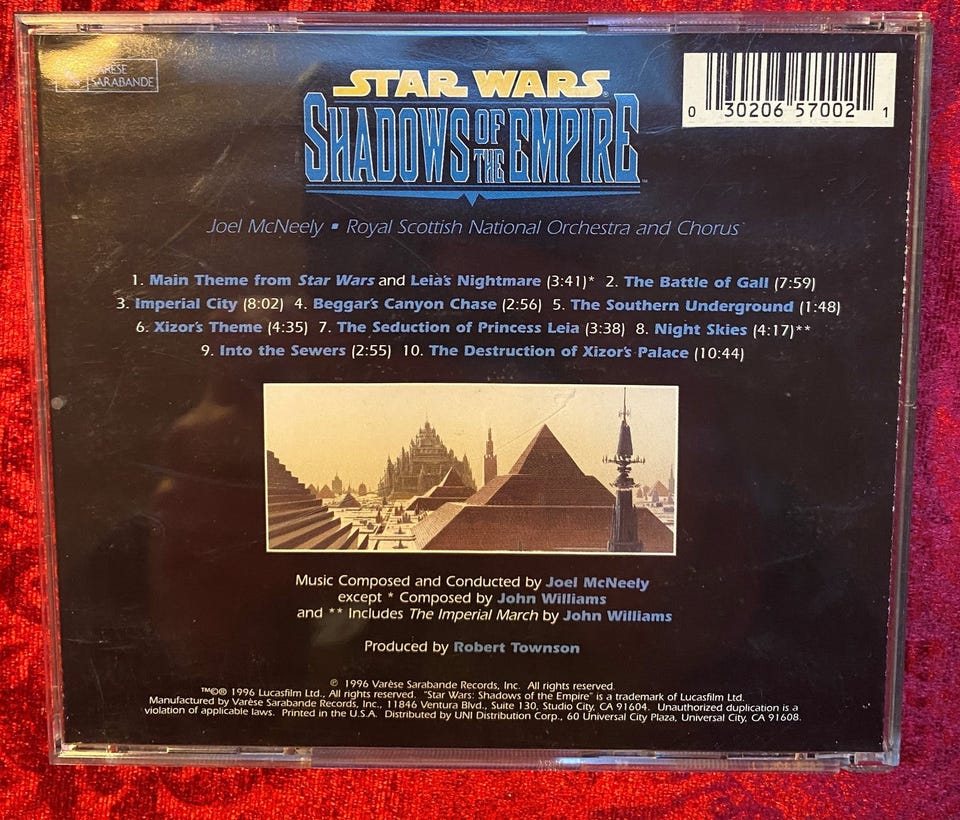 VARÈSE
SARABANDE
STAR WARS®
SHADOWS OF THE EMPIRE™
0 30206 57002 1
Joel McNeely ▪ Royal Scottish National Orchestra and Chorus
1. Main Theme from Star Wars and Leia's Nightmare (3:41)* 2. The Battle of Gall (7:59)
3. Imperial City (8:02) 4. Beggar's Canyon Chase (2:56) 5. The Southern Underground (1:48)
6. Xizor's Theme (4:35) 7. The Seduction of Princess Leia (3:38) 8. Night Skies (4:17)**
9. Into the Sewers (2:55) 10. The Destruction of Xizor's Palace (10:44)
Music Composed and Conducted by Joel McNeely
except * Composed by John Williams
and ** Includes The Imperial March by John Williams
Produced by Robert Townson
℗ 1996 Varèse Sarabande Records, Inc. All rights reserved.
™©® 1996 Lucasfilm Ltd., All rights reserved. "Star Wars: Shadows of the Empire" is a trademark of Lucasfilm Ltd.
Manufactured by Varèse Sarabande Records, Inc., 11846 Ventura Blvd., Suite 130, Studio City, CA 91604. Unauthorized duplication is a
violation of applicable laws. Printed in the U.S.A. Distributed by UNI Distribution Corp., 60 Universal City Plaza, Universal City, CA 91608.